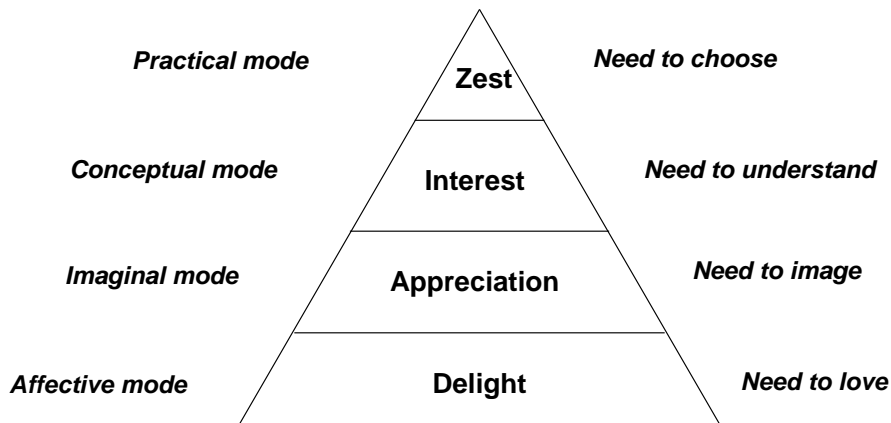 Practical mode
Zest
Need to choose
Conceptual mode
Interest
Need to understand
Imaginal mode
Appreciation
Need to image
Affective mode
Delight
Need to love